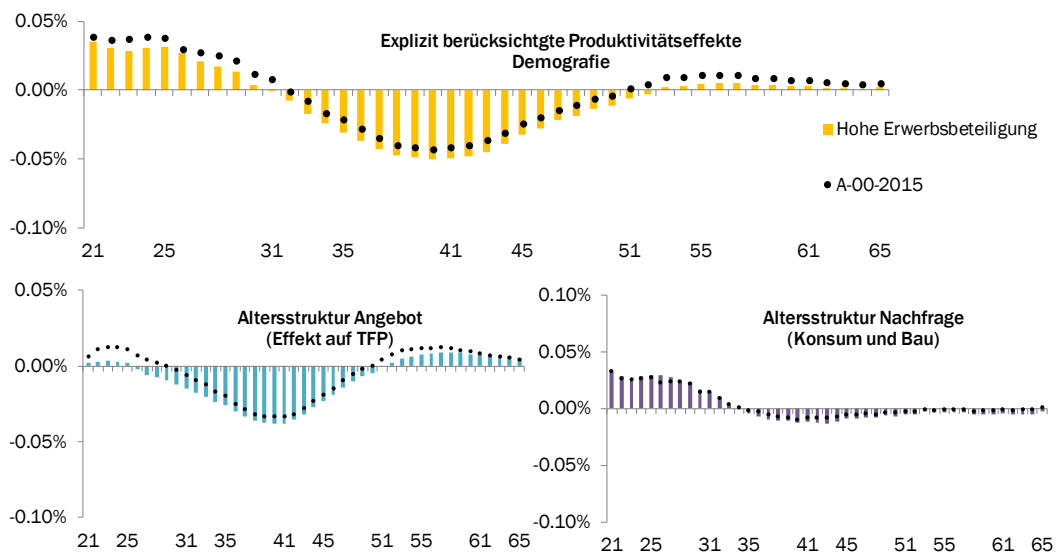 0.05%
Explizit berücksichtgte Produktivitätseffekte
Demografie
0.00%
Hohe Erwerbsbeteiligung
-0.05%
A-00-2015
-0.10%
21 25 31 35 41 45 51 55 61 65
0.05%
Altersstruktur Angebot
(Effekt auf TFP)
0.00%
-0.05%
-0.10%
21 25 31 35 41 45 51 55 61 65
0.10%
Altersstruktur Nachfrage
(Konsum und Bau)
0.05%
0.00%
-0.05%
-0.10%
21 25 31 35 41 45 51 55 61 65